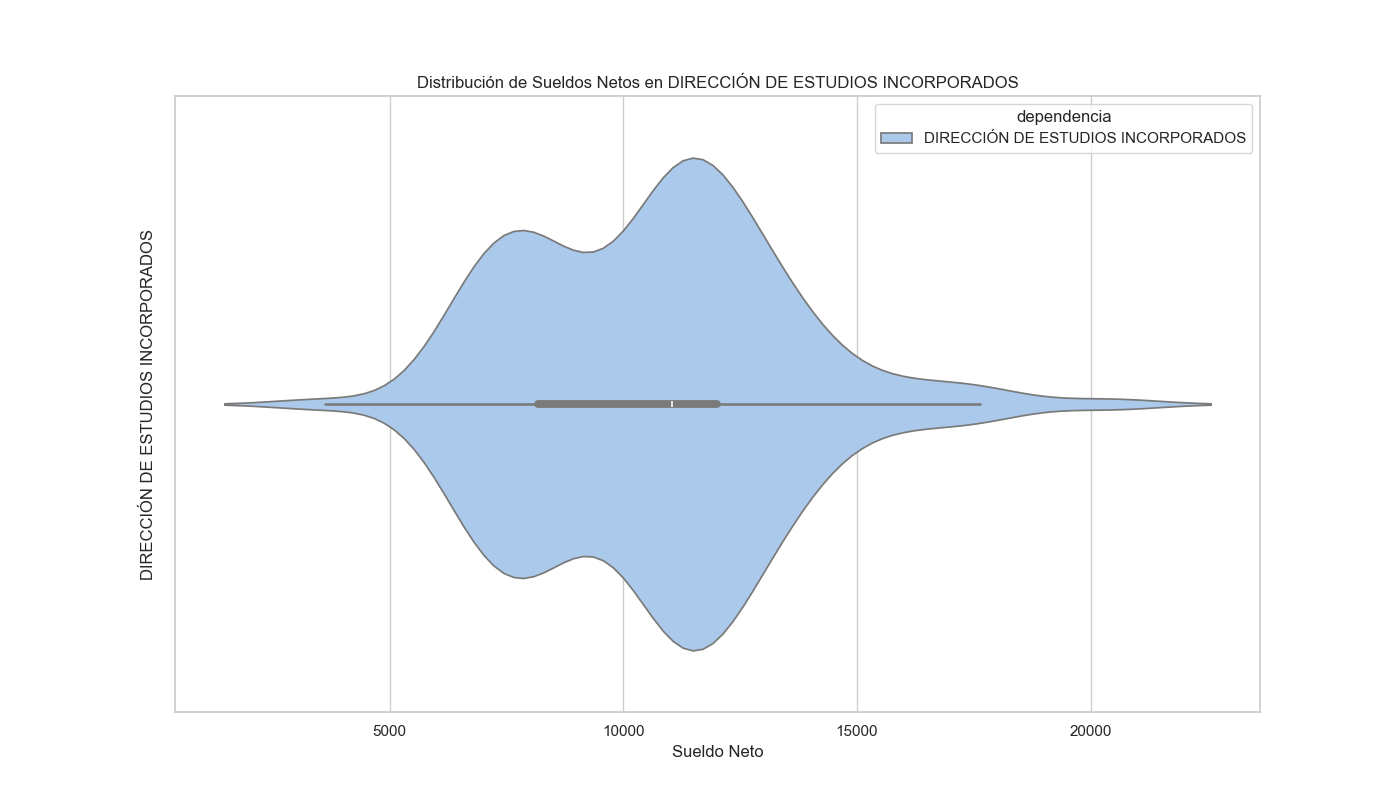 Distribución de Sueldos Netos en DIRECCIÓN DE ESTUDIOS INCORPORADOS
dependencia
DIRECCIÓN DE ESTUDIOS INCORPORADOS
DIRECCIÓN DE ESTUDIOS INCORPORADOS
5000 10000 15000 20000
Sueldo Neto